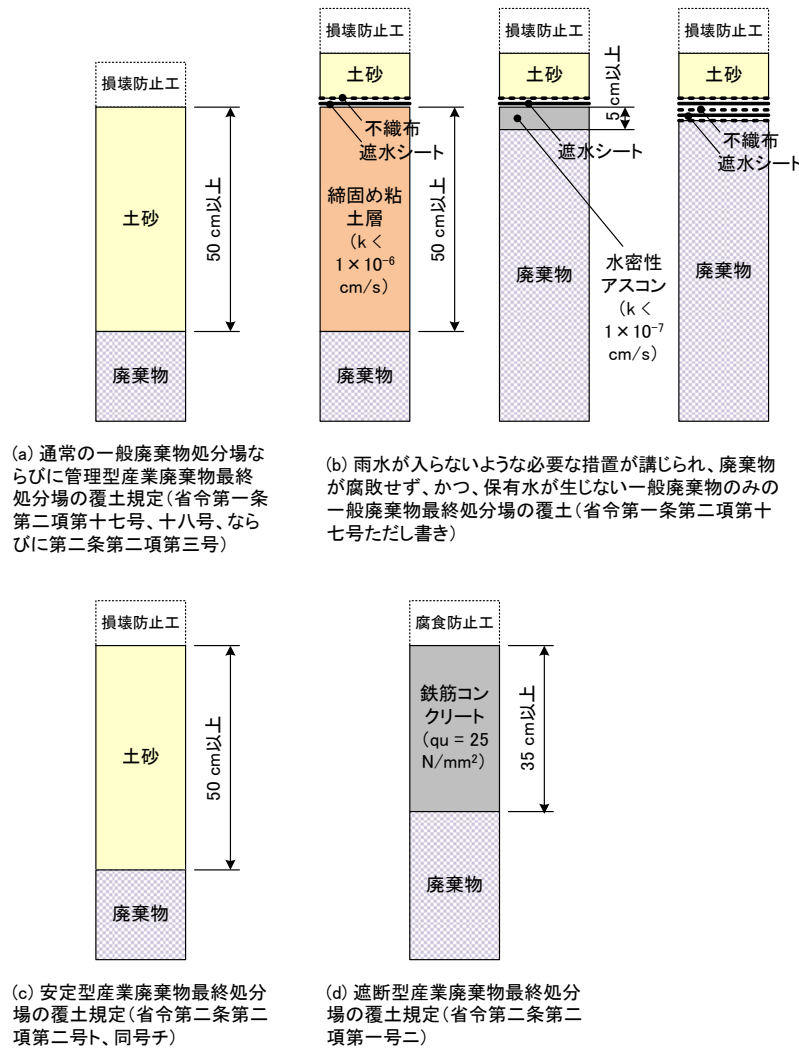 損壊防止工
土砂
廃棄物
50 cm以上
(a) 通常の一般廃棄物処分場な
らびに管理型産業廃棄物最終
処分場の覆土規定(省令第一条
第二項第十七号、十八号、なら
びに第二条第二項第三号)
損壊防止工
土砂
不織布
遮水シート
締固め粘
土層
(k <
1×10⁻⁶
cm/s)
50 cm以上
廃棄物
損壊防止工
土砂
5 cm以上
遮水シート
廃棄物
水密性
アスコン
(k <
1×10⁻⁷
cm/s)
損壊防止工
土砂
不織布
遮水シート
廃棄物
(b) 雨水が入らないような必要な措置が講じられ、廃棄物
が腐敗せず、かつ、保有水が生じない一般廃棄物のみの
一般廃棄物最終処分場の覆土(省令第一条第二項第十
七号ただし書き)
損壊防止工
土砂
50 cm以上
廃棄物
(c) 安定型産業廃棄物最終処分
場の覆土規定(省令第二条第二
項第二号ト、同号チ)
腐食防止工
鉄筋コン
クリート
(qu = 25
N/mm²)
35 cm以上
廃棄物
(d) 遮断型産業廃棄物最終処分
場の覆土規定(省令第二条第二
項第一号ニ)